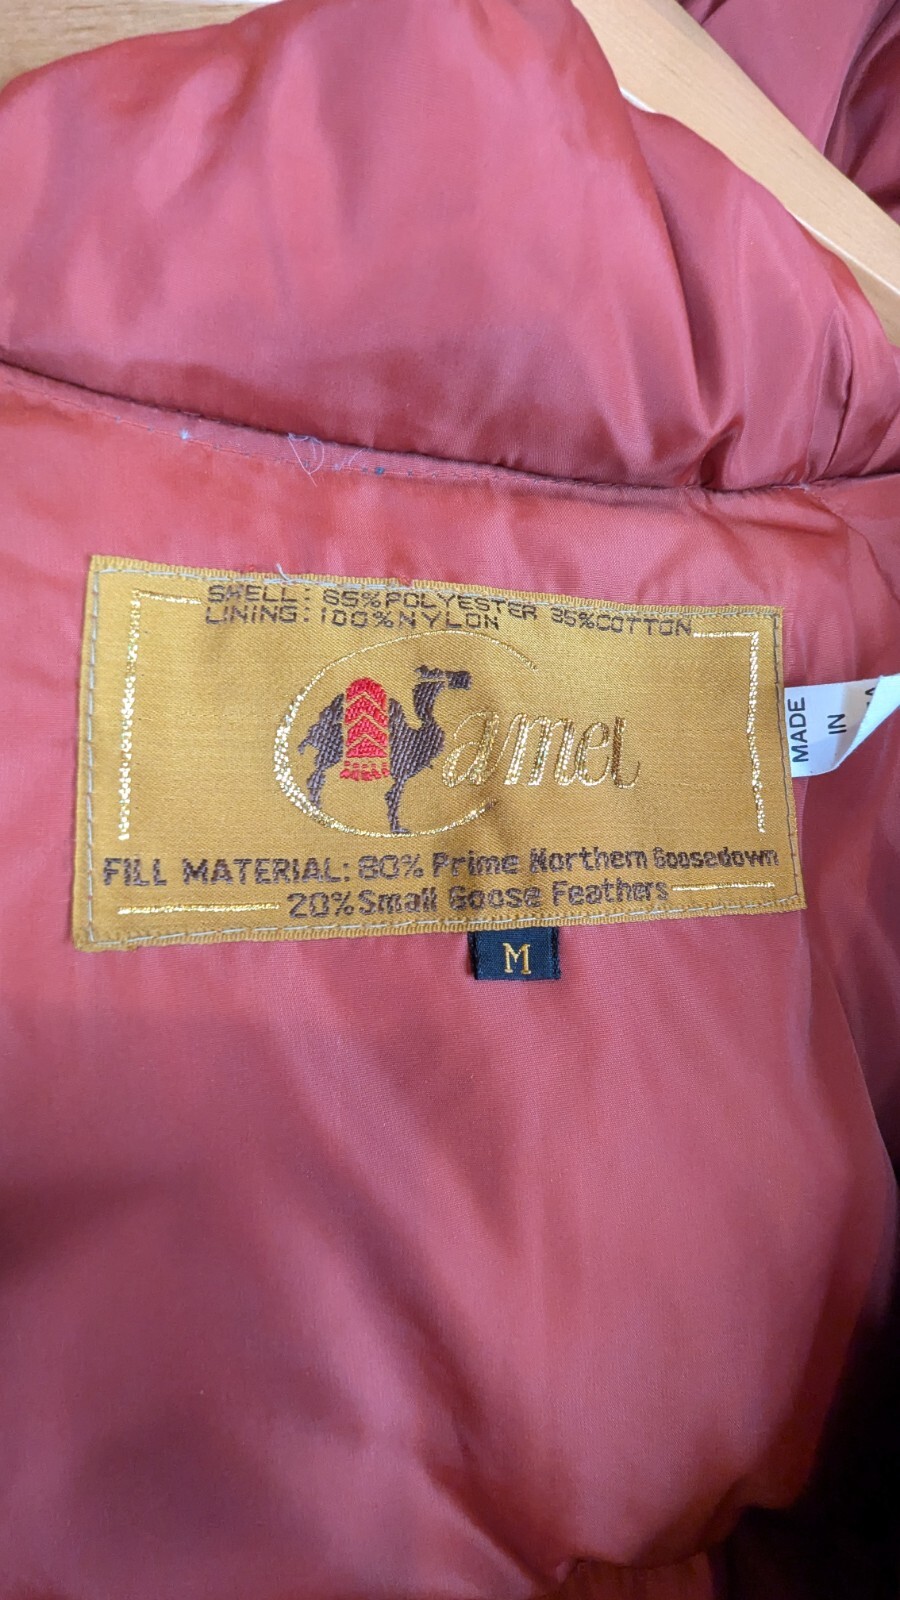 SHELL: 65% POLYESTER 35% COTTON
LINING: 100% NYLON
Camel
FILL MATERIAL: 80% Prime Northern Goosedown
20% Small Goose Feathers
M
MADE
IN